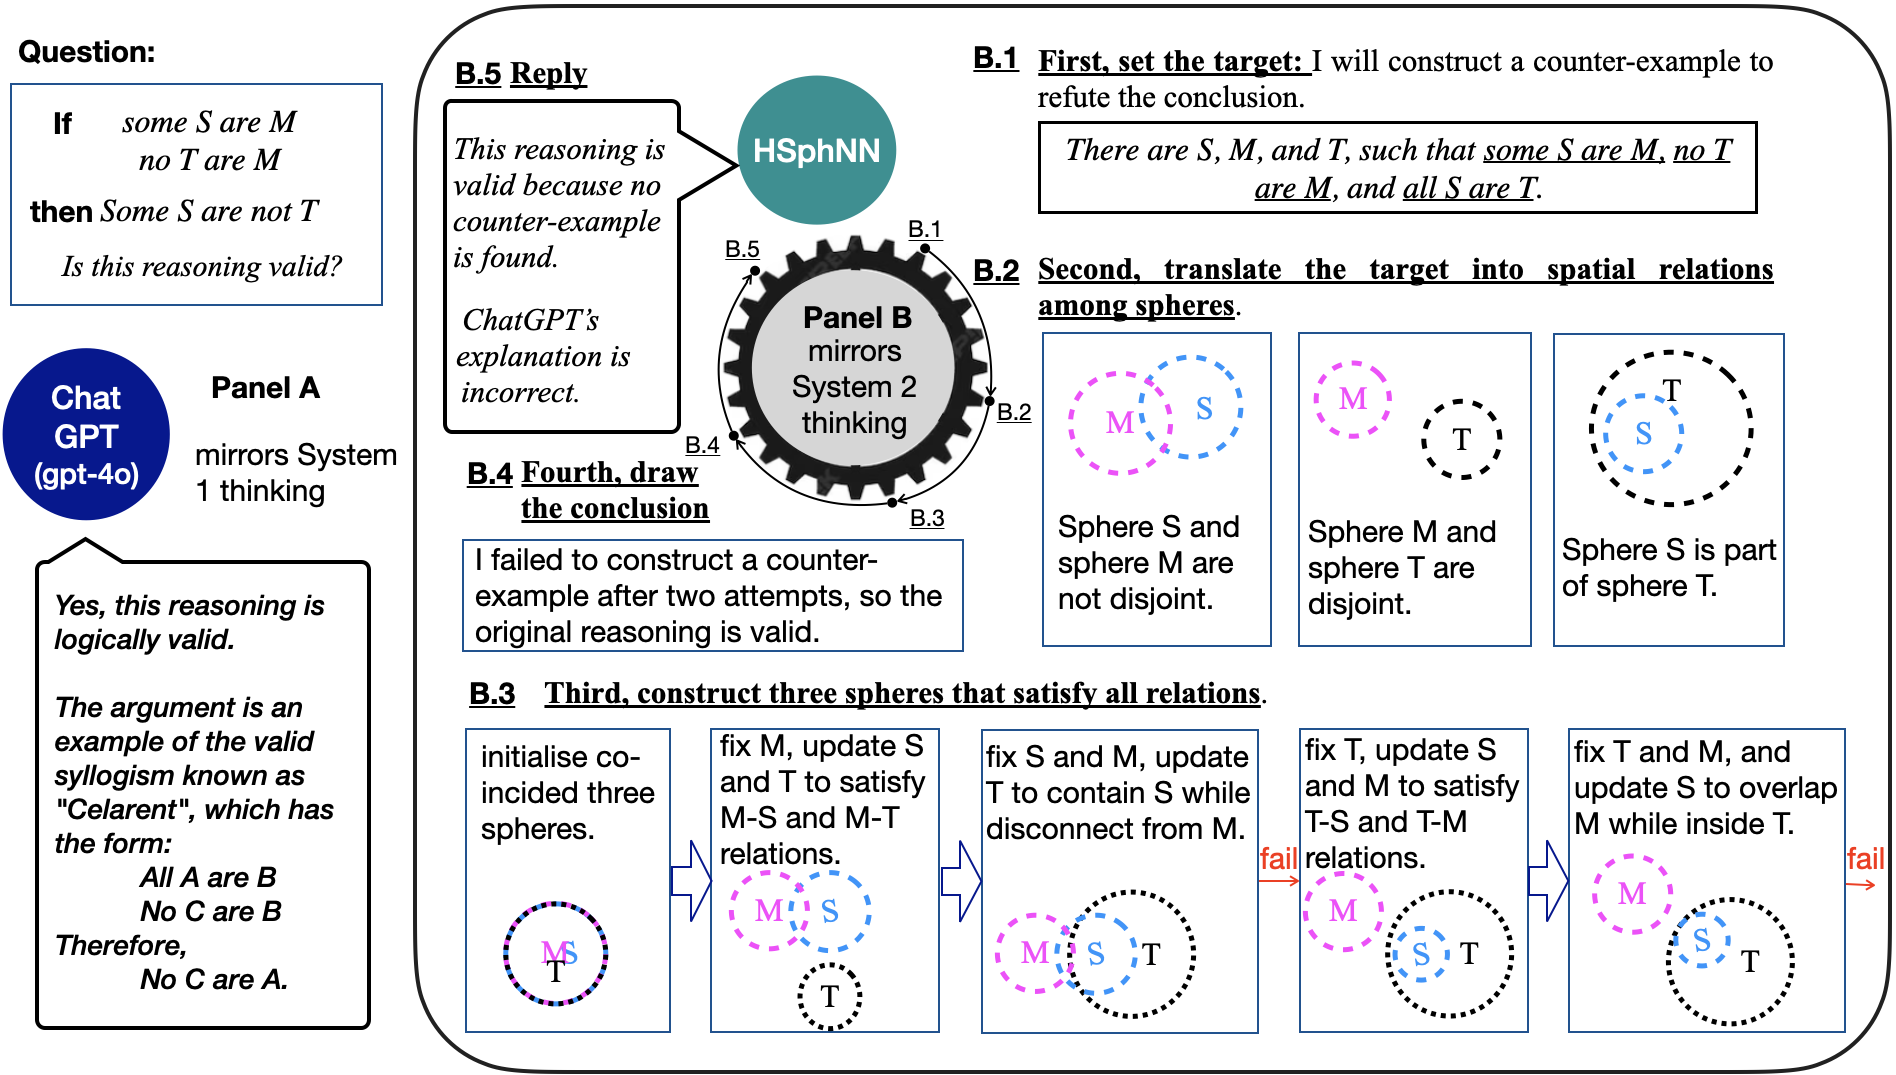 Question:
If some S are M
no T are M
then Some S are not T
Is this reasoning valid?
Chat
GPT
(gpt-4o)
Panel A
mirrors System
1 thinking
Yes, this reasoning is
logically valid.
The argument is an
example of the valid
syllogism known as
"Celarent", which has
the form:
All A are B
No C are B
Therefore,
No C are A.
B.5 Reply
This reasoning is
valid because no
counter-example
is found.
ChatGPT’s
explanation is
incorrect.
HSphNN
B.1
B.2
B.3
B.4
B.5
Panel B
mirrors
System 2
thinking
B.1 First, set the target: I will construct a counter-example to
refute the conclusion.
There are S, M, and T, such that some S are M, no T
are M, and all S are T.
B.2 Second, translate the target into spatial relations
among spheres.
M S
Sphere S and
sphere M are
not disjoint.
M
T
Sphere M and
sphere T are
disjoint.
T
S
Sphere S is part
of sphere T.
B.4 Fourth, draw
the conclusion
I failed to construct a counter-
example after two attempts, so the
original reasoning is valid.
B.3 Third, construct three spheres that satisfy all relations.
initialise co-
incided three
spheres.
M S
T
fix M, update S
and T to satisfy
M-S and M-T
relations.
M S
T
fix S and M, update
T to contain S while
disconnect from M.
M S T
fail
fix T, update S
and M to satisfy
T-S and T-M
relations.
M
S T
fix T and M, and
update S to overlap
M while inside T.
M
S
T
fail